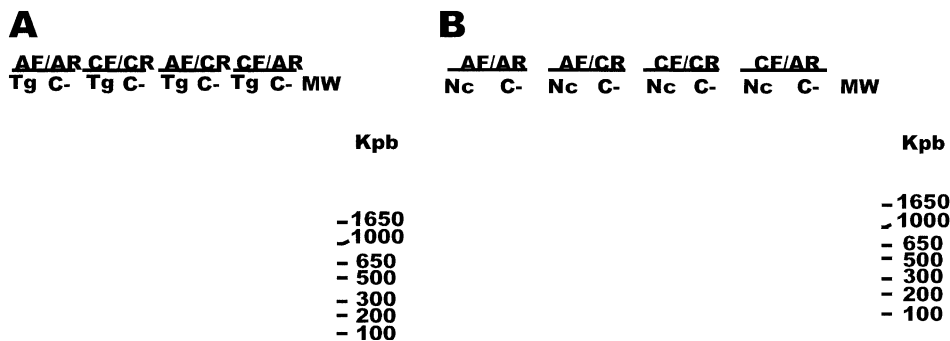 A
AF/AR CF/CR AF/CR CF/AR
Tg C- Tg C- Tg C- Tg C- MW
Kpb
1650
1000
650
500
300
200
100
B
AF/AR AF/CR CF/CR CF/AR
Nc C- Nc C- Nc C- Nc C- MW
Kpb
1650
1000
650
500
300
200
100